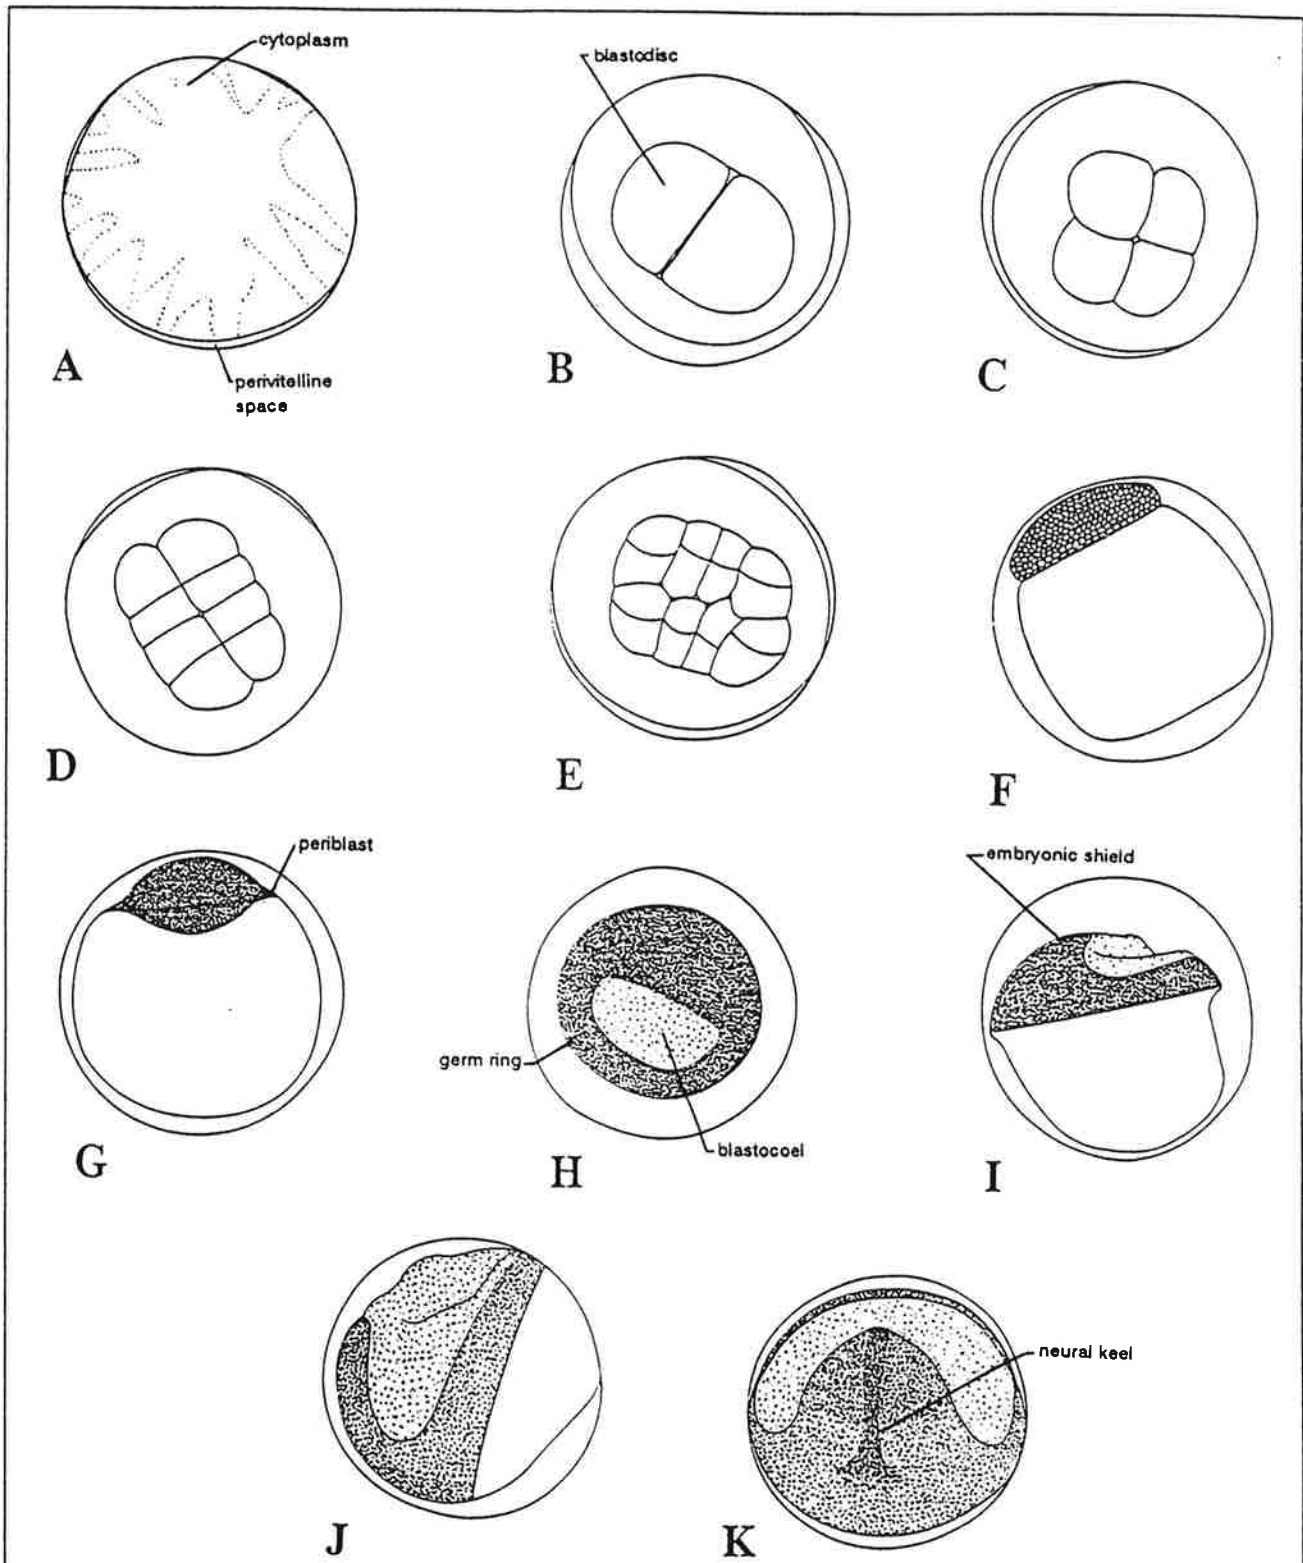 cytoplasm
blastodisc
A
perivitelline
space
B
C
D
E
F
periblast
embryonic shield
germ ring
blastocoel
G
H
I
neural keel
J
K